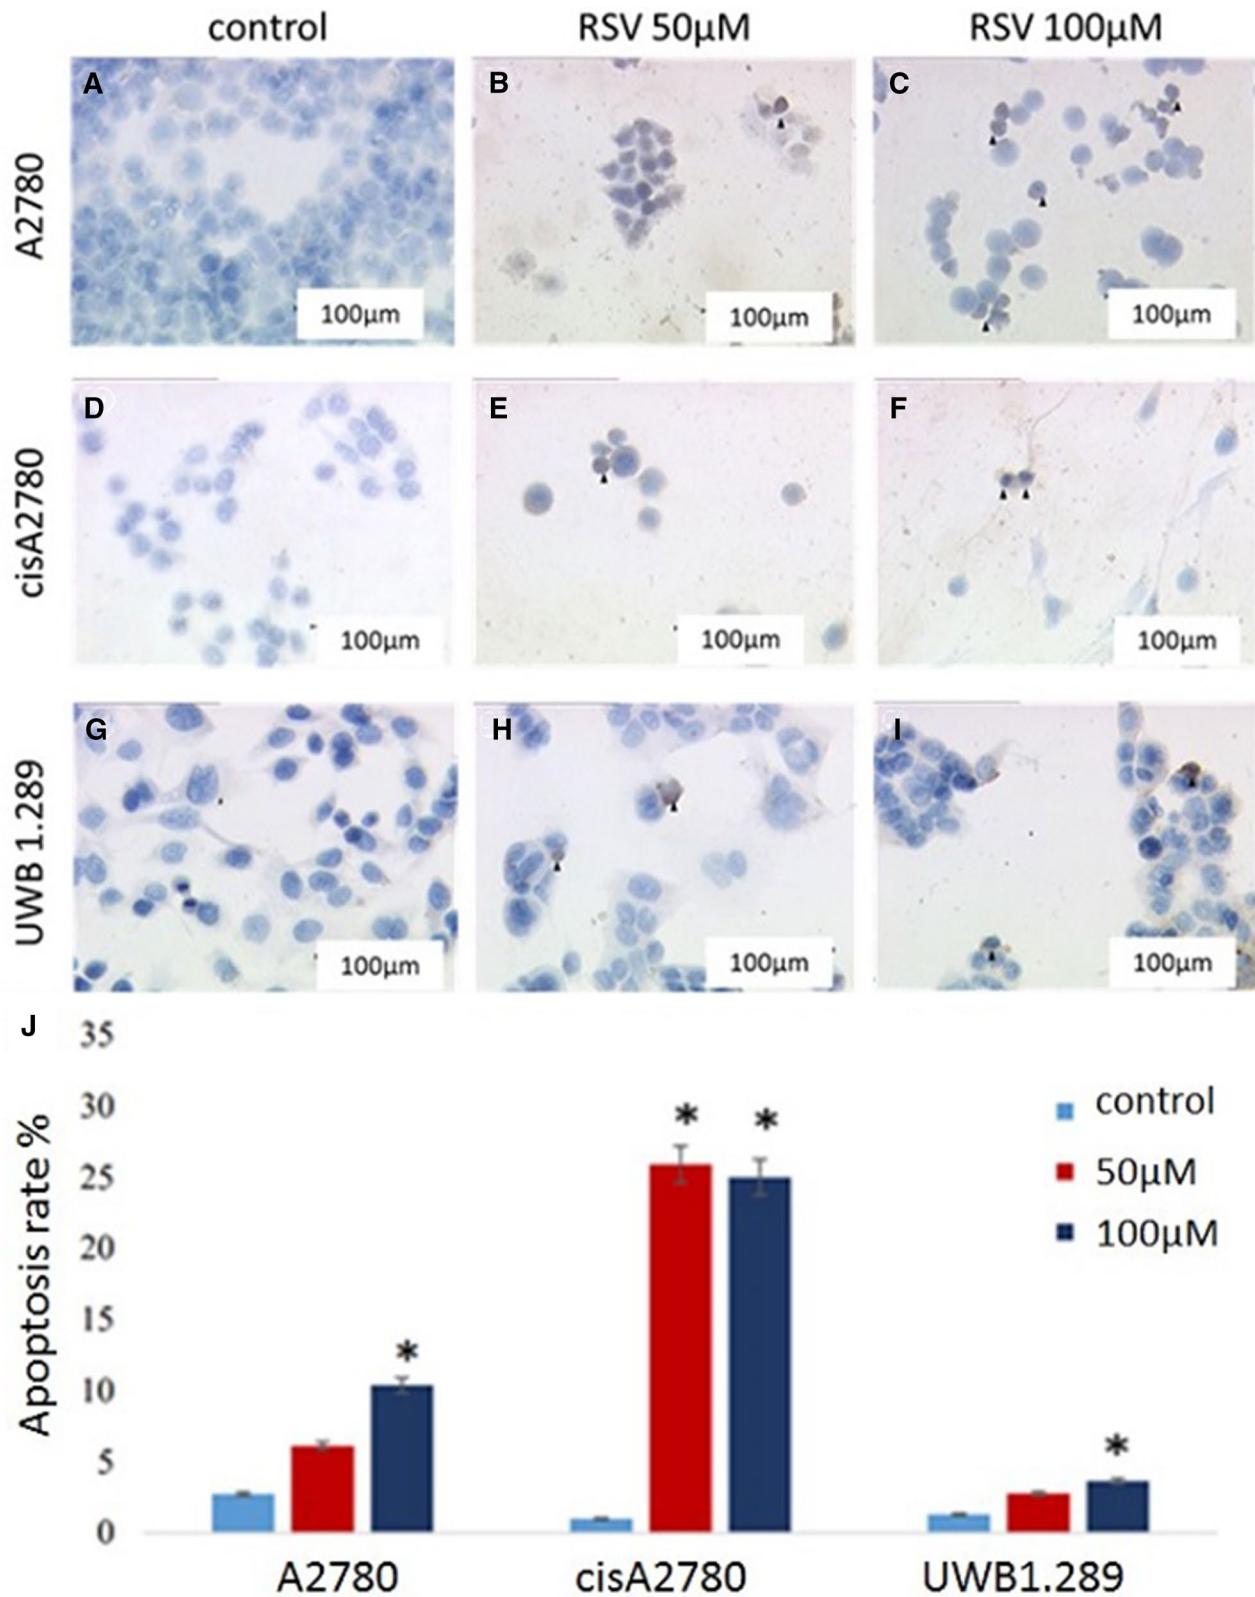 control RSV 50μM RSV 100μM
A2780
A B C
100μm 100μm 100μm
cisA2780
D E F
100μm 100μm 100μm
UWB 1.289
G H I
100μm 100μm 100μm
J
Apoptosis rate %
35
30
25
20
15
10
5
0
* * * *
control
50μM
100μM
A2780 cisA2780 UWB1.289